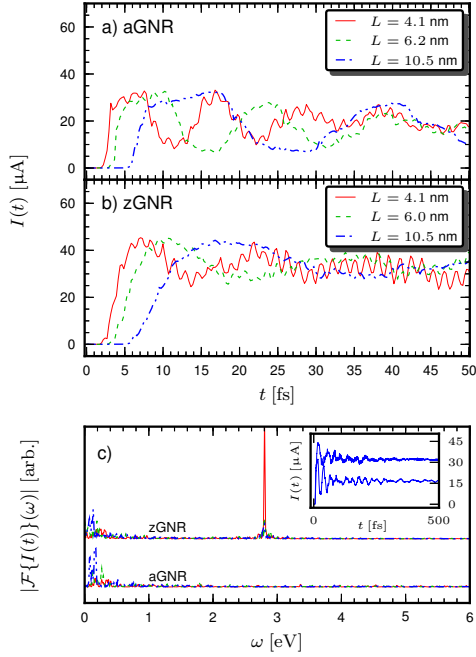 60
40
20
0
I(t) [μA]
a) aGNR
L = 4.1 nm
L = 6.2 nm
L = 10.5 nm
60
40
20
0
b) zGNR
L = 4.1 nm
L = 6.0 nm
L = 10.5 nm
0 5 10 15 20 25 30 35 40 45 50
t [fs]
|F{I(t)}(ω)| [arb.]
c)
zGNR
aGNR
I(t) [μA]
45
30
15
0
0 500
t [fs]
0 1 2 3 4 5 6
ω [eV]